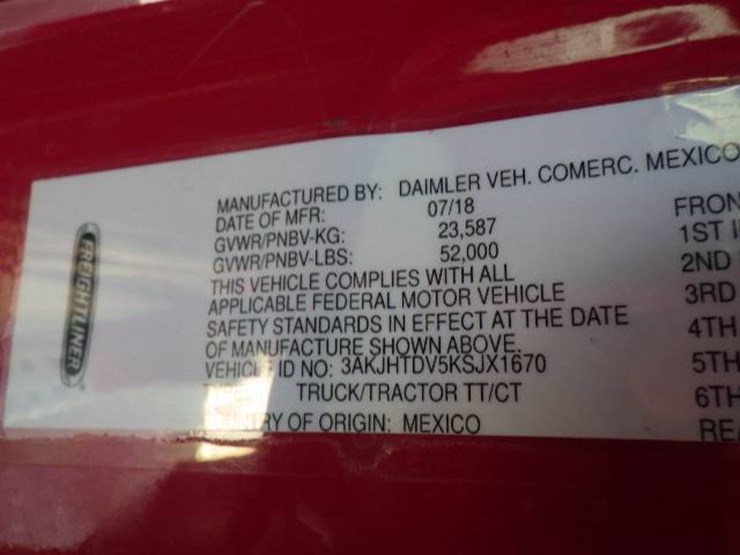 FREIGHTLINER
MANUFACTURED BY: DAIMLER VEH. COMERC. MEXICO
DATE OF MFR: 07/18
GVWR/PNBV-KG: 23,587
GVWR/PNBV-LBS: 52,000
THIS VEHICLE COMPLIES WITH ALL
APPLICABLE FEDERAL MOTOR VEHICLE
SAFETY STANDARDS IN EFFECT AT THE DATE
OF MANUFACTURE SHOWN ABOVE.
VEHICLE ID NO: 3AKJHTDV5KSJX1670
TRUCK/TRACTOR TT/CT
TRY OF ORIGIN: MEXICO
FRON
1ST I
2ND
3RD
4TH
5TH
6TH
REA